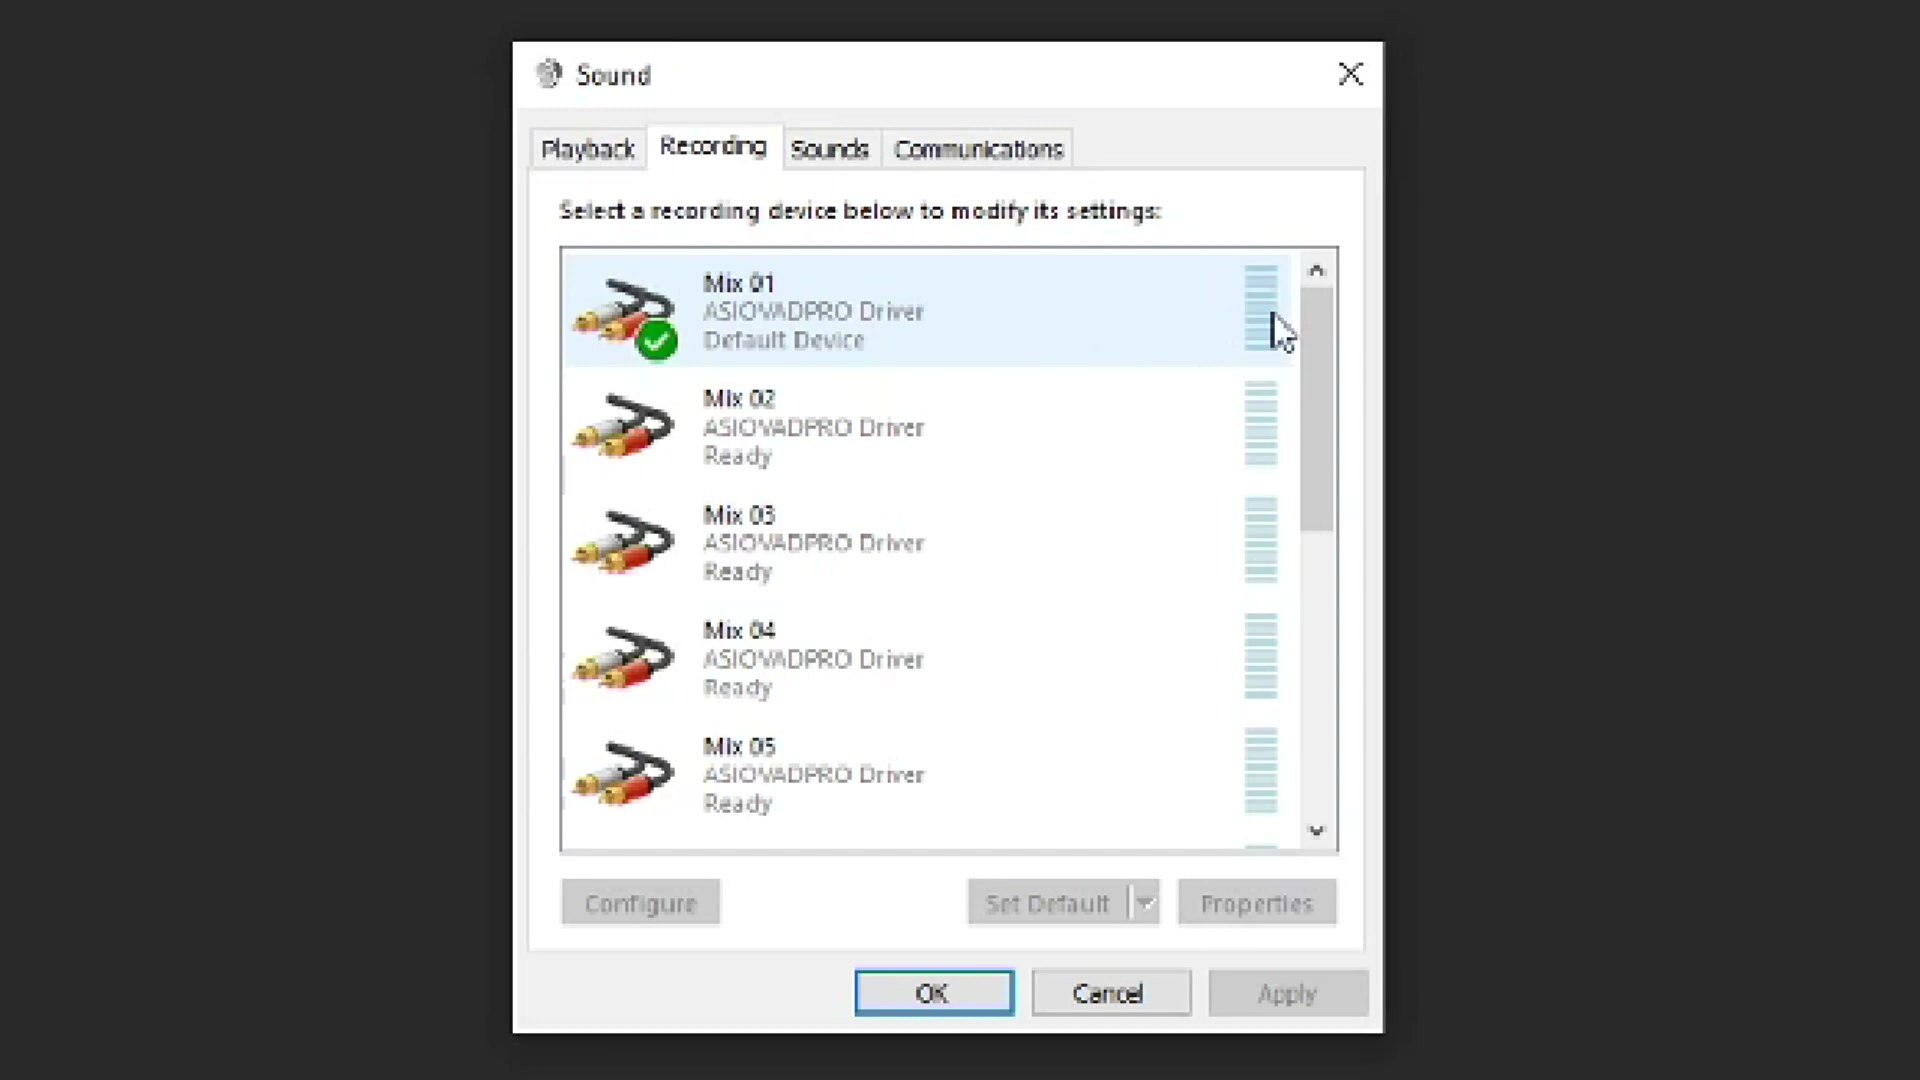 Sound
Playback
Recording
Sounds
Communications
Select a recording device below to modify its settings:
Mix 01
ASIOVADPRO Driver
Default Device
Mix 02
ASIOVADPRO Driver
Ready
Mix 03
ASIOVADPRO Driver
Ready
Mix 04
ASIOVADPRO Driver
Ready
Mix 05
ASIOVADPRO Driver
Ready
Configure
Set Default
Properties
OK
Cancel
Apply